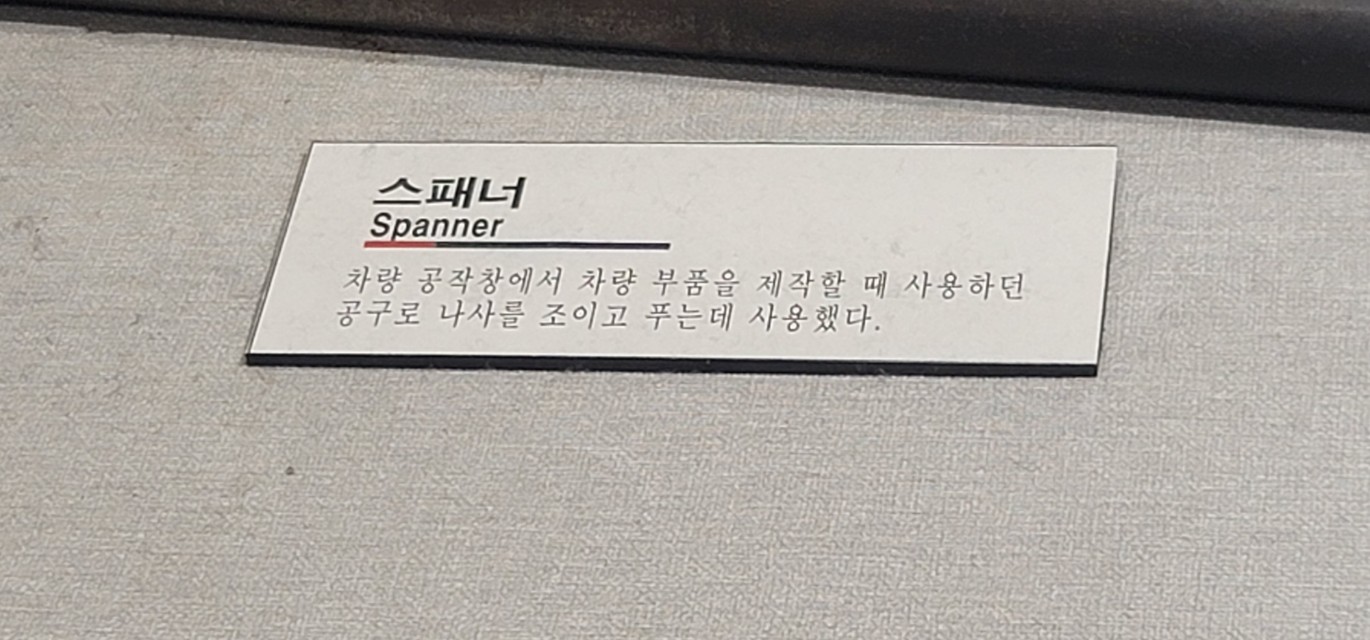 스패너
Spanner
차량 공작창에서 차량 부품을 제작할 때 사용하던
공구로 나사를 조이고 푸는데 사용했다.